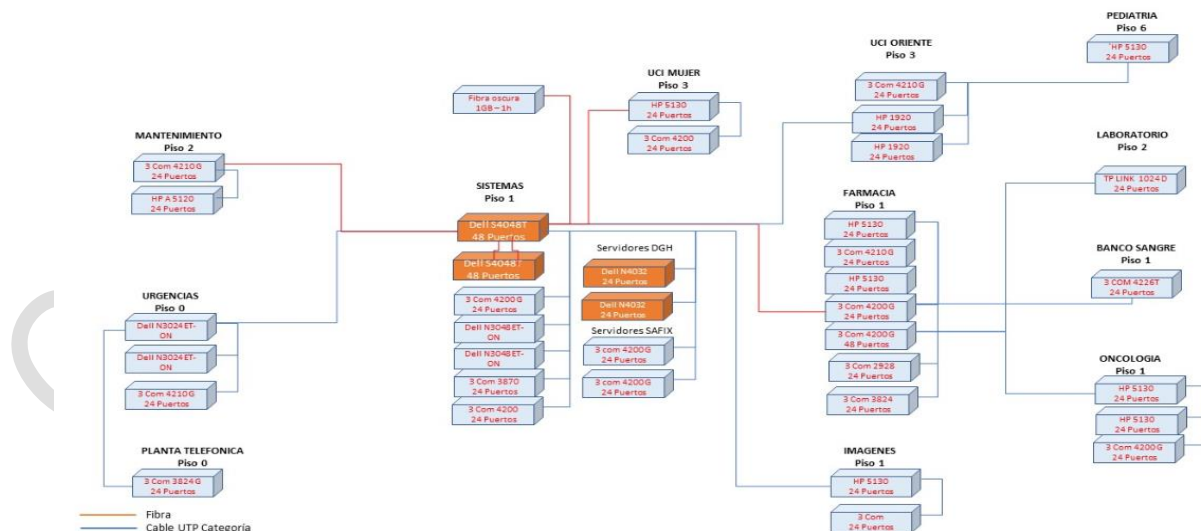 PEDIATRIA
Piso 6
HP 5130
24 Puertos
UCI ORIENTE
Piso 3
3 Com 4210G
24 Puertos
HP 1920
24 Puertos
HP 1920
24 Puertos
UCI MUJER
Piso 3
HP 5130
24 Puertos
3 Com 4200
24 Puertos
Fibra oscura
1GB – 1h
MANTENIMIENTO
Piso 2
3 Com 4210G
24 Puertos
HP A 5120
24 Puertos
LABORATORIO
Piso 2
TP LINK 1024 D
24 Puertos
SISTEMAS
Piso 1
Dell S4048T
48 Puertos
Dell S4048T
48 Puertos
3 Com 4200G
24 Puertos
Dell N3048ET-
ON
Dell N3048ET-
ON
3 Com 3870
24 Puertos
3 Com 4200
24 Puertos
Servidores DGH
Dell N4032
24 Puertos
Dell N4032
24 Puertos
Servidores SAFIX
3 com 4200G
24 Puertos
3 com 4200G
24 Puertos
FARMACIA
Piso 1
HP 5130
24 Puertos
3 Com 4210G
24 Puertos
HP 5130
24 Puertos
3 Com 4200G
24 Puertos
3 Com 4200G
48 Puertos
3 Com 2928
24 Puertos
3 Com 3824
24 Puertos
BANCO SANGRE
Piso 1
3 COM 4226T
24 Puertos
URGENCIAS
Piso 0
Dell N3024ET-
ON
Dell N3024ET-
ON
3 Com 4210G
24 Puertos
ONCOLOGIA
Piso 1
HP 5130
24 Puertos
HP 5130
24 Puertos
3 Com 4200G
24 Puertos
PLANTA TELEFONICA
Piso 0
3 Com 3824G
24 Puertos
IMAGENES
Piso 1
HP 5130
24 Puertos
3 Com
24 Puertos
Fibra
Cable UTP Categoría